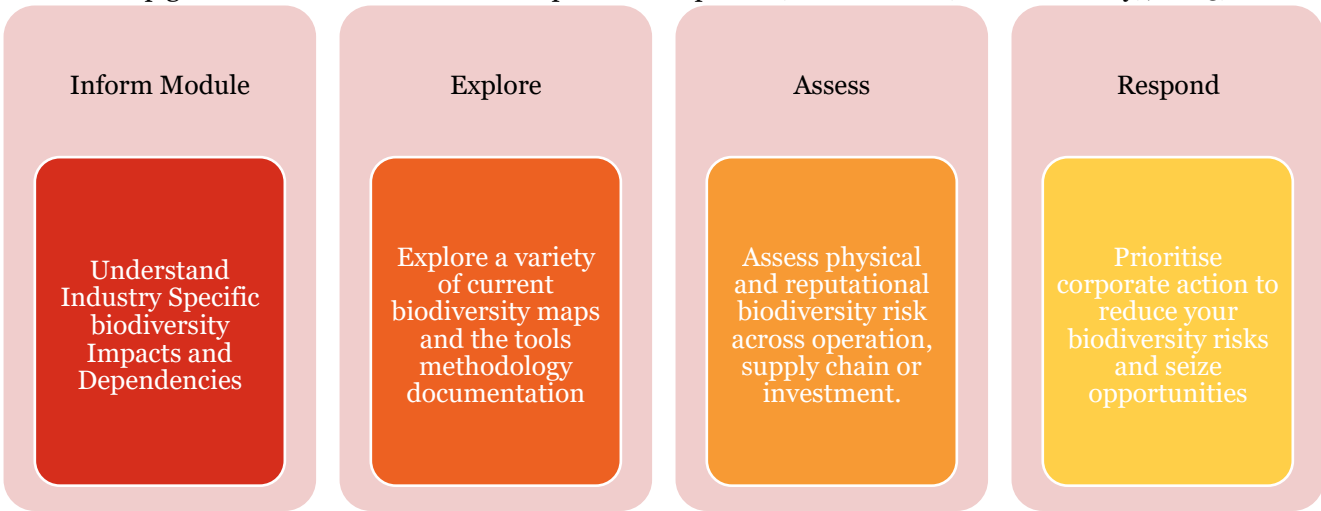 Inform Module
Understand
Industry Specific
biodiversity
Impacts and
Dependencies
Explore
Explore a variety
of current
biodiversity maps
and the tools
methodology
documentation
Assess
Assess physical
and reputational
biodiversity risk
across operation,
supply chain or
investment.
Respond
Prioritise
corporate action to
reduce your
biodiversity risks
and seize
opportunities